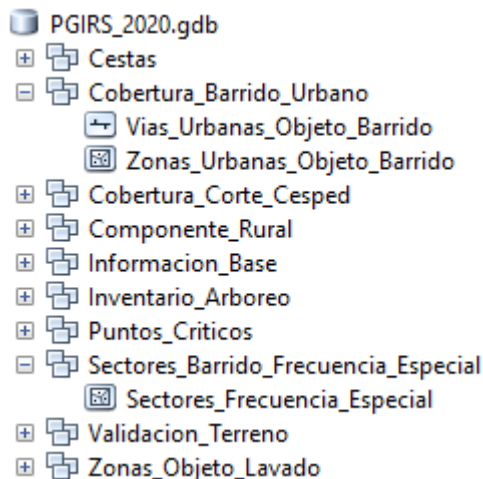 PGIRS_2020.gdb
Cestas
Cobertura_Barrido_Urbano
Vias_Urbanas_Objeto_Barrido
Zonas_Urbanas_Objeto_Barrido
Cobertura_Corte_Cesped
Componente_Rural
Informacion_Base
Inventario_Arboreo
Puntos_Criticos
Sectores_Barrido_Frecuencia_Especial
Sectores_Frecuencia_Especial
Validacion_Terreno
Zonas_Objeto_Lavado